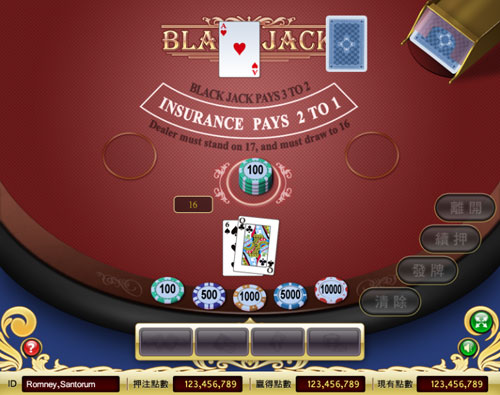 A
BLA JACK
A
BLACK JACK PAYS 3 TO 2
INSURANCE PAYS 2 TO 1
Dealer must stand on 17, and must draw to 16
100
16
6
Q
離開
續押
發牌
清除
100
500
1000
5000
10000
?
ID Romney,Santorum 押注點數 123,456,789 贏得點數 123,456,789 現有點數 123,456,789